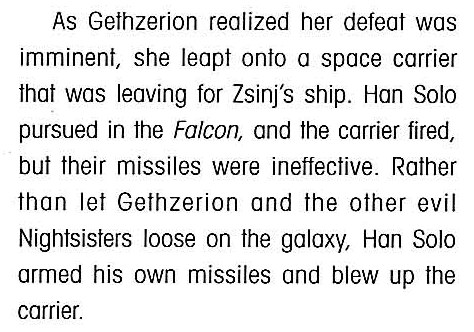 As Gethzerion realized her defeat was
imminent, she leapt onto a space carrier
that was leaving for Zsinj's ship. Han Solo
pursued in the Falcon, and the carrier fired,
but their missiles were ineffective. Rather
than let Gethzerion and the other evil
Nightsisters loose on the galaxy, Han Solo
armed his own missiles and blew up the
carrier.